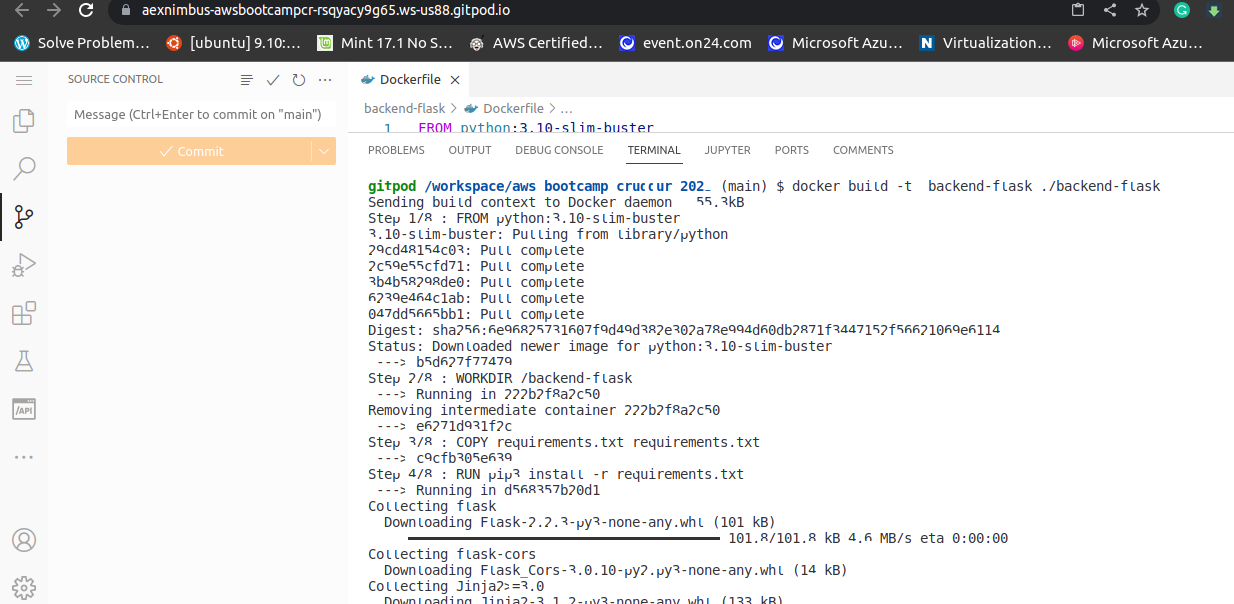 aexnimbus-awsbootcampcr-rsqyacy9g65.ws-us88.gitpod.io
Solve Problem... [ubuntu] 9.10:... Mint 17.1 No S... AWS Certified... event.on24.com Microsoft Azu... Virtualization... Microsoft Azu...
SOURCE CONTROL
Message (Ctrl+Enter to commit on "main")
Commit
/API
Dockerfile
backend-flask > Dockerfile > ...
1 FROM python:3.10-slim-buster
PROBLEMS OUTPUT DEBUG CONSOLE TERMINAL JUPYTER PORTS COMMENTS
gitpod /workspace/aws bootcamp (main) $ docker build -t backend-flask ./backend-flask
Sending build context to Docker daemon 55.3kB
Step 1/8 : FROM python:3.10-slim-buster
3.10-slim-buster: Pulling from library/python
29cd48154c03: Pull complete
2c59e55cfd71: Pull complete
3b4b58298de0: Pull complete
6239e464c1ab: Pull complete
047dd5665bb1: Pull complete
Digest: sha256:6e96825731607f9d49d382e302a78e994d60db2871f3447152f56621069e6114
Status: Downloaded newer image for python:3.10-slim-buster
---> b5d627f77479
Step 2/8 : WORKDIR /backend-flask
---> Running in 222b2f8a2c50
Removing intermediate container 222b2f8a2c50
---> e6271d931f2c
Step 3/8 : COPY requirements.txt requirements.txt
---> c9cfb305e639
Step 4/8 : RUN pip3 install -r requirements.txt
---> Running in d568357b20d1
Collecting flask
Downloading Flask-2.2.3-py3-none-any.whl (101 kB)
101.8/101.8 kB 4.6 MB/s eta 0:00:00
Collecting flask-cors
Downloading Flask_Cors-3.0.10-py2.py3-none-any.whl (14 kB)
Collecting Jinja2>=3.0
Downloading Jinja2-3.1.2-py3-none-any.whl (133 kB)